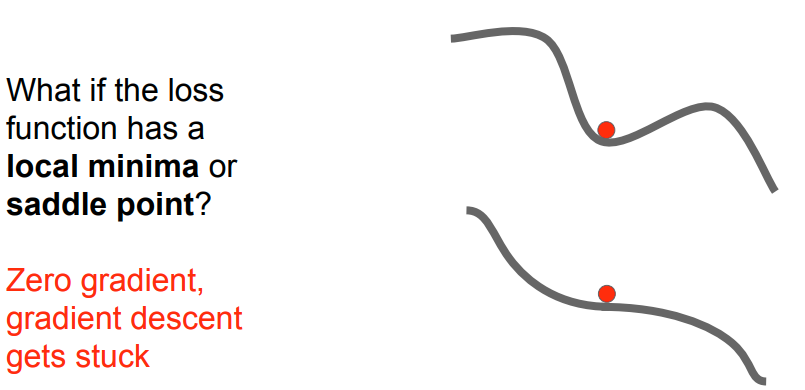 What if the loss
function has a
local minima or
saddle point?
Zero gradient,
gradient descent
gets stuck